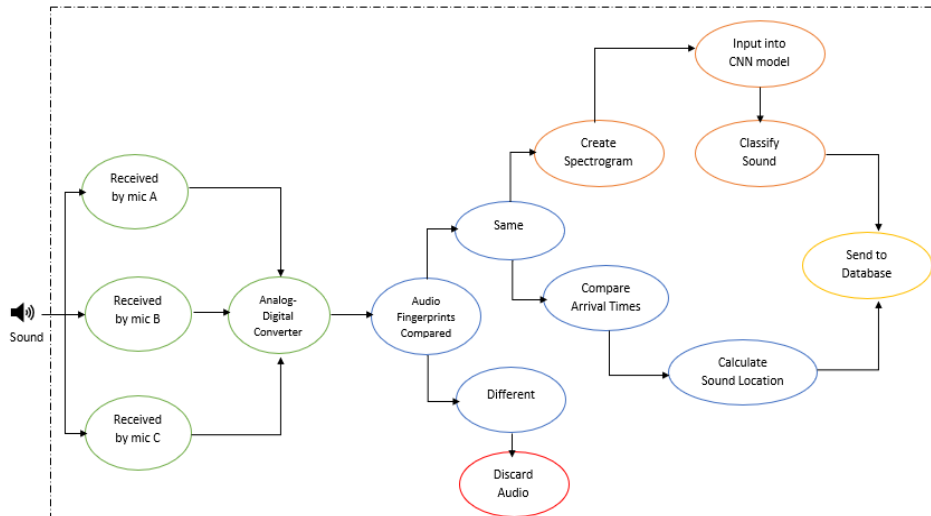 Sound
Received
by mic A
Received
by mic B
Received
by mic C
Analog-
Digital
Converter
Audio
Fingerprints
Compared
Same
Different
Discard
Audio
Create
Spectrogram
Input into
CNN model
Classify
Sound
Compare
Arrival Times
Calculate
Sound Location
Send to
Database